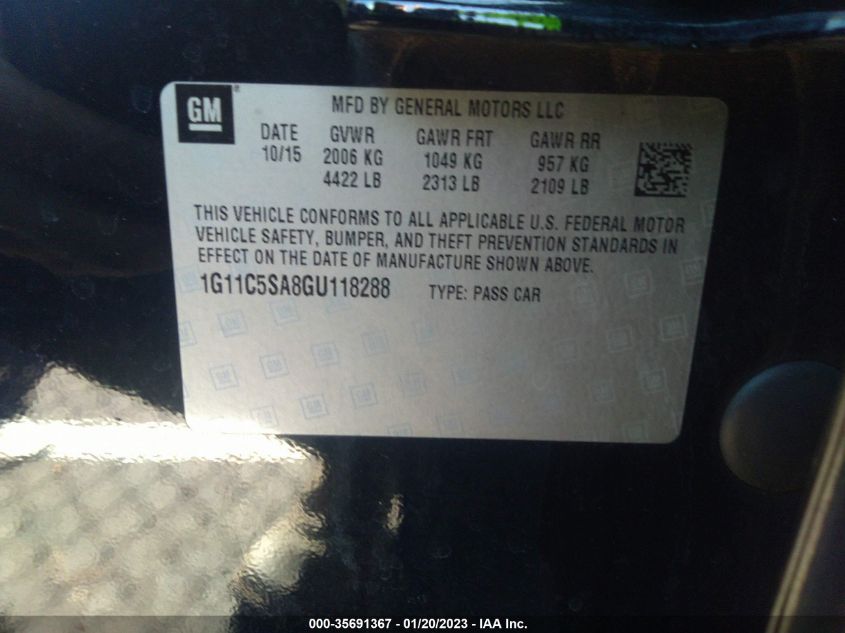 GM®
MFD BY GENERAL MOTORS LLC
DATE GVWR GAWR FRT GAWR RR
10/15 2006 KG 1049 KG 957 KG
4422 LB 2313 LB 2109 LB
THIS VEHICLE CONFORMS TO ALL APPLICABLE U.S. FEDERAL MOTOR
VEHICLE SAFETY, BUMPER, AND THEFT PREVENTION STANDARDS IN
EFFECT ON THE DATE OF MANUFACTURE SHOWN ABOVE.
1G11C5SA8GU118288 TYPE: PASS CAR
000-35691367 — 01/20/2023 — IAA Inc.